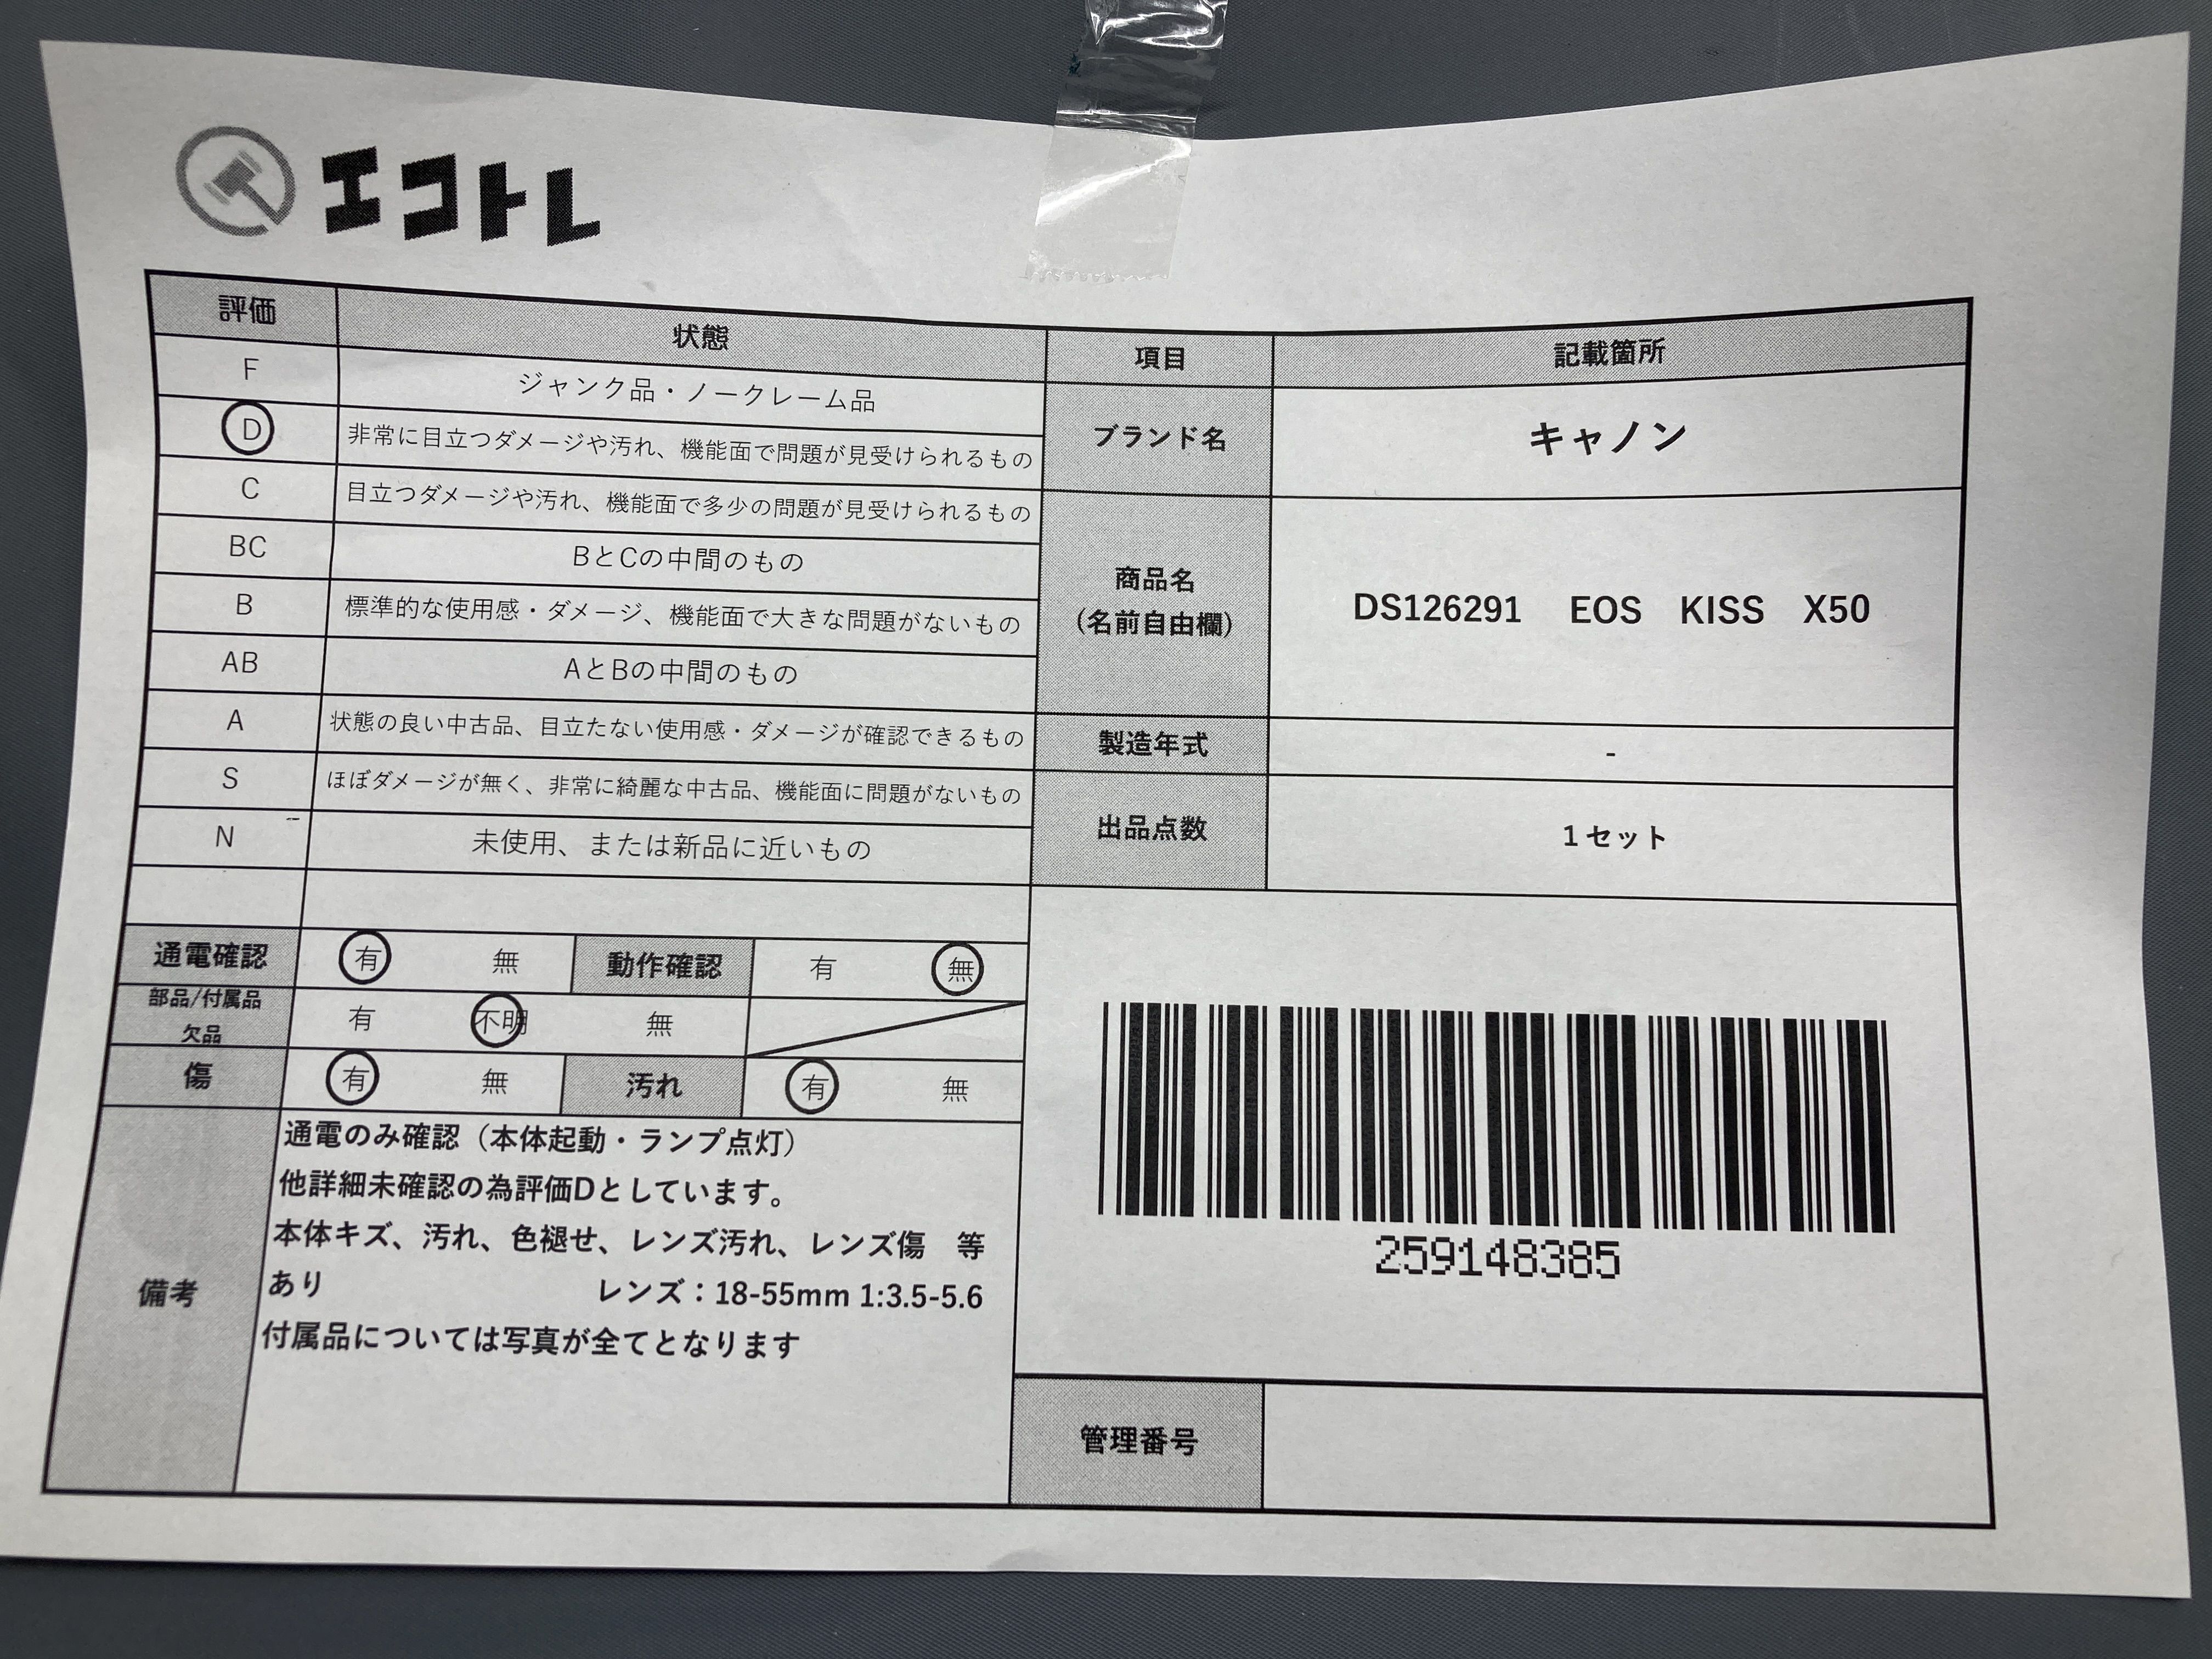 エコトレ
評価 状態
F ジャンク品・ノークレーム品
D 非常に目立つダメージや汚れ、機能面で問題が見受けられるもの
C 目立つダメージや汚れ、機能面で多少の問題が見受けられるもの
BC BとCの中間のもの
B 標準的な使用感・ダメージ、機能面で大きな問題がないもの
AB AとBの中間のもの
A 状態の良い中古品、目立たない使用感・ダメージが確認できるもの
S ほぼダメージが無く、非常に綺麗な中古品、機能面に問題がないもの
N 未使用、または新品に近いもの
通電確認 有 無 動作確認 有 無
部品/付属品
欠品 有 不明 無
傷 有 無 汚れ 有 無
備考
通電のみ確認（本体起動・ランプ点灯）
他詳細未確認の為評価Dとしています。
本体キズ、汚れ、色褪せ、レンズ汚れ、レンズ傷　等
あり レンズ：18-55mm 1:3.5-5.6
付属品については写真が全てとなります
項目 記載箇所
ブランド名 キャノン
商品名
（名前自由欄） DS126291　EOS　KISS　X50
製造年式 -
出品点数 1セット
259148385
管理番号